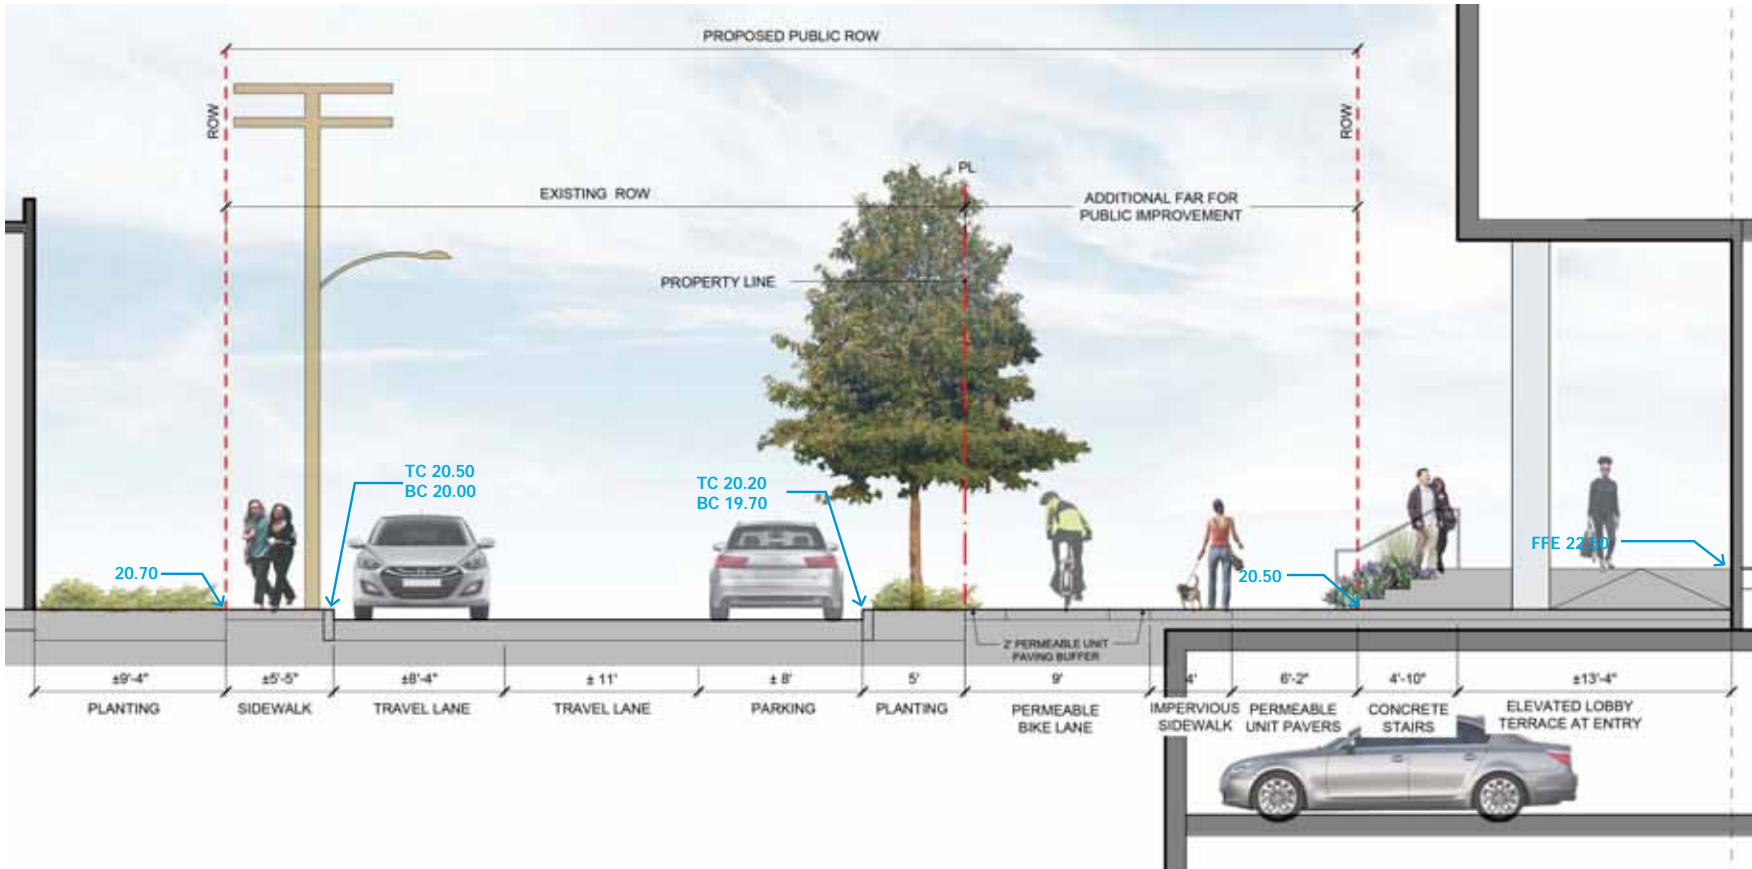 PROPOSED PUBLIC ROW
ROW
ROW
PL
EXISTING ROW
ADDITIONAL FAR FOR
PUBLIC IMPROVEMENT
PROPERTY LINE
TC 20.50
BC 20.00
TC 20.20
BC 19.70
FFE 22.50
20.70
20.50
2' PERMEABLE UNIT
PAVING BUFFER
±9'-4"
±5'-5"
±8'-4"
± 11'
± 8'
5'
9'
4'
6'-2"
4'-10"
±13'-4"
PLANTING
SIDEWALK
TRAVEL LANE
TRAVEL LANE
PARKING
PLANTING
PERMEABLE
BIKE LANE
IMPERVIOUS
SIDEWALK
PERMEABLE
UNIT PAVERS
CONCRETE
STAIRS
ELEVATED LOBBY
TERRACE AT ENTRY